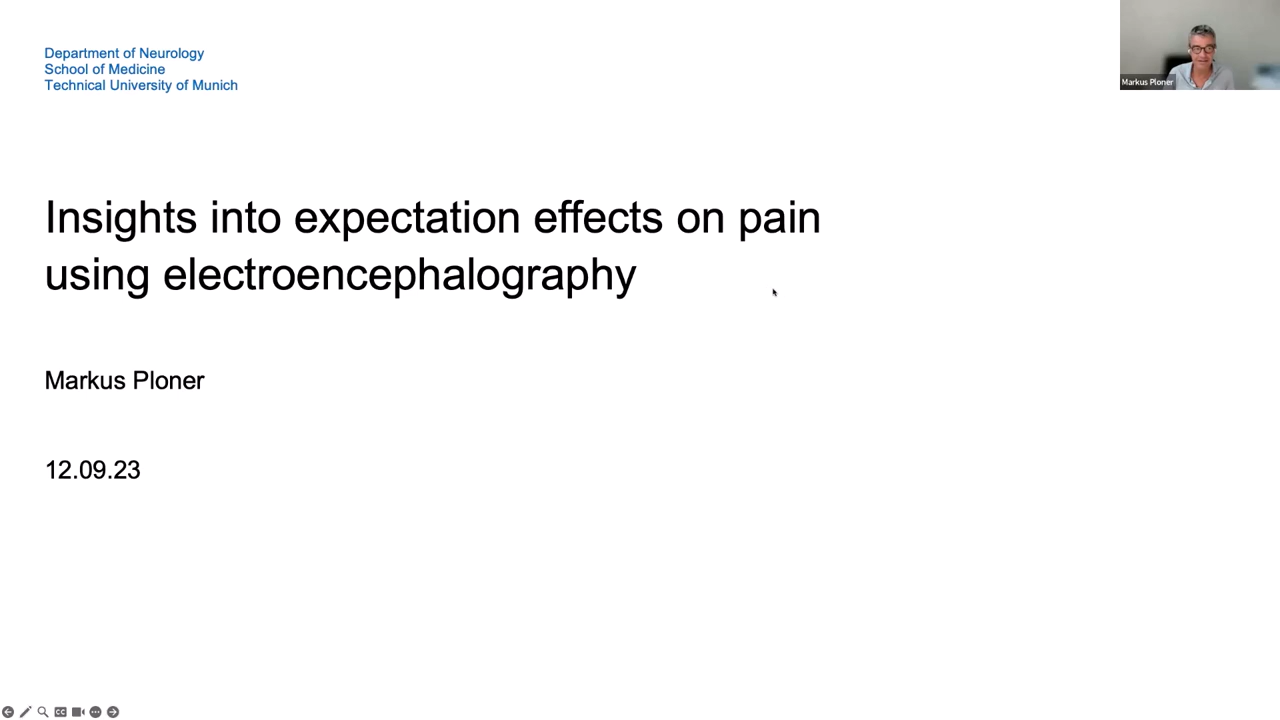 Department of Neurology
School of Medicine
Technical University of Munich
Markus Ploner
Insights into expectation effects on pain
using electroencephalography
Markus Ploner
12.09.23
CC